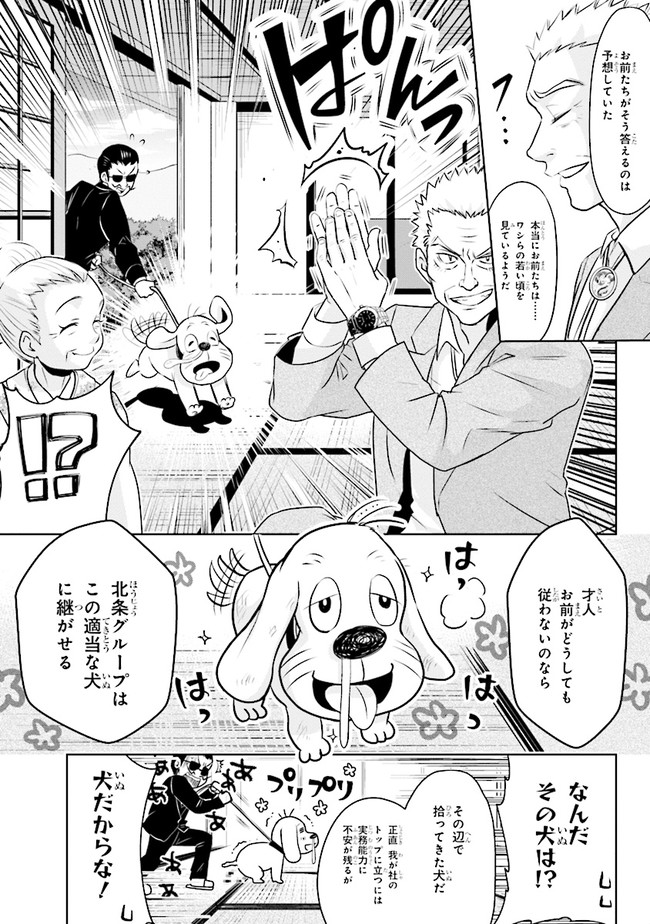 お前たちがそう答えるのは
予想していた
本当にお前たちは……
ワシらの若い頃を
見ているようだ
ぱんっ
!?
才人
お前がどうしても
従わないのなら
はっ
はっ
北条グループは
この適当な犬
に継がせる
なんだ
その犬は!?
その辺で
拾ってきた犬だ
正直 我が社の
トップに立つには
実務能力に
不安が残るが
プリプリ
あぁ
あぁ
犬だからな!